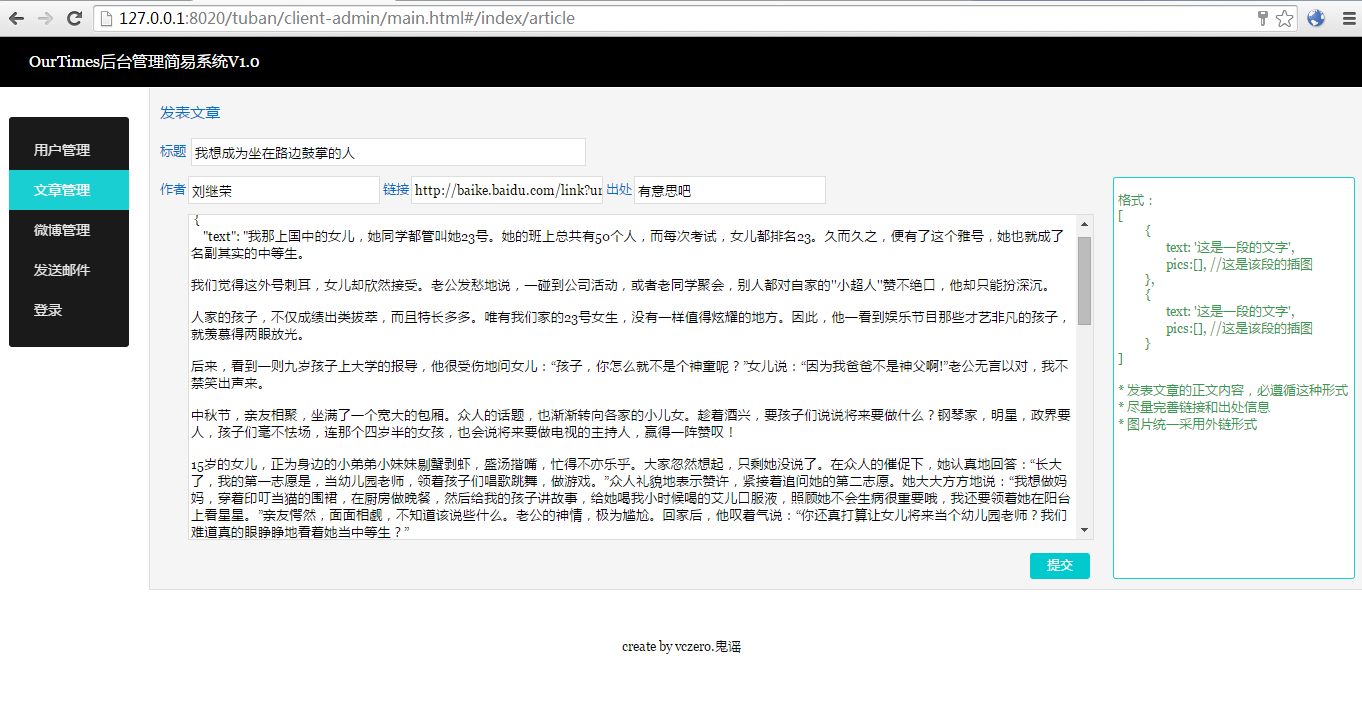 127.0.0.1:8020/tuban/client-admin/main.html#/index/article
OurTimes后台管理简易系统V1.0
用户管理
文章管理
微博管理
发送邮件
登录
发表文章
标题 我想成为坐在路边鼓掌的人
作者 刘继荣 链接 http://baike.baidu.com/link?ur 出处 有意思吧
{
"text": "我那上国中的女儿，她同学都管叫她23号。她的班上总共有50个人，而每次考试，女儿都排名23。久而久之，便有了这个雅号，她也就成了
名副其实的中等生。
我们觉得这外号刺耳，女儿却欣然接受。老公发愁地说，一碰到公司活动，或者老同学聚会，别人都对自家的''小超人''赞不绝口，他却只能扮深沉。
人家的孩子，不仅成绩出类拔萃，而且特长多多。唯有我们家的23号女生，没有一样值得炫耀的地方。因此，他一看到娱乐节目那些才艺非凡的孩子，
就羡慕得两眼放光。
后来，看到一则九岁孩子上大学的报导，他很受伤地问女儿：“孩子，你怎么就不是个神童呢？”女儿说：“因为我爸爸不是神父啊!”老公无言以对，我不
禁笑出声来。
中秋节，亲友相聚，坐满了一个宽大的包厢。众人的话题，也渐渐转向各家的小儿女。趁着酒兴，要孩子们说说将来要做什么？钢琴家，明星，政界要
人，孩子们毫不怯场，连那个四岁半的女孩，也会说将来要做电视的主持人，赢得一阵赞叹！
15岁的女儿，正为身边的小弟弟小妹妹剔蟹剥虾，盛汤揩嘴，忙得不亦乐乎。大家忽然想起，只剩她没说了。在众人的催促下，她认真地回答：“长大
了，我的第一志愿是，当幼儿园老师，领着孩子们唱歌跳舞，做游戏。”众人礼貌地表示赞许，紧接着追问她的第二志愿。她大大方方地说：“我想做妈
妈，穿着印叮当猫的围裙，在厨房做晚餐，然后给我的孩子讲故事，给她喝我小时候喝的艾儿口服液，照顾她不会生病很重要哦，我还要领着她在阳台
上看星星。”亲友愕然，面面相觑，不知道该说些什么。老公的神情，极为尴尬。回家后，他叹着气说：“你还真打算让女儿将来当个幼儿园老师？我们
难道真的眼睁睁地看着她当中等生？”
提交
格式：
[
{
text: '这是一段的文字',
pics:[], //这是该段的插图
},
{
text: '这是一段的文字',
pics:[], //这是该段的插图
}
]
* 发表文章的正文内容，必遵循这种形式
* 尽量完善链接和出处信息
* 图片统一采用外链形式
create by vczero.鬼谣